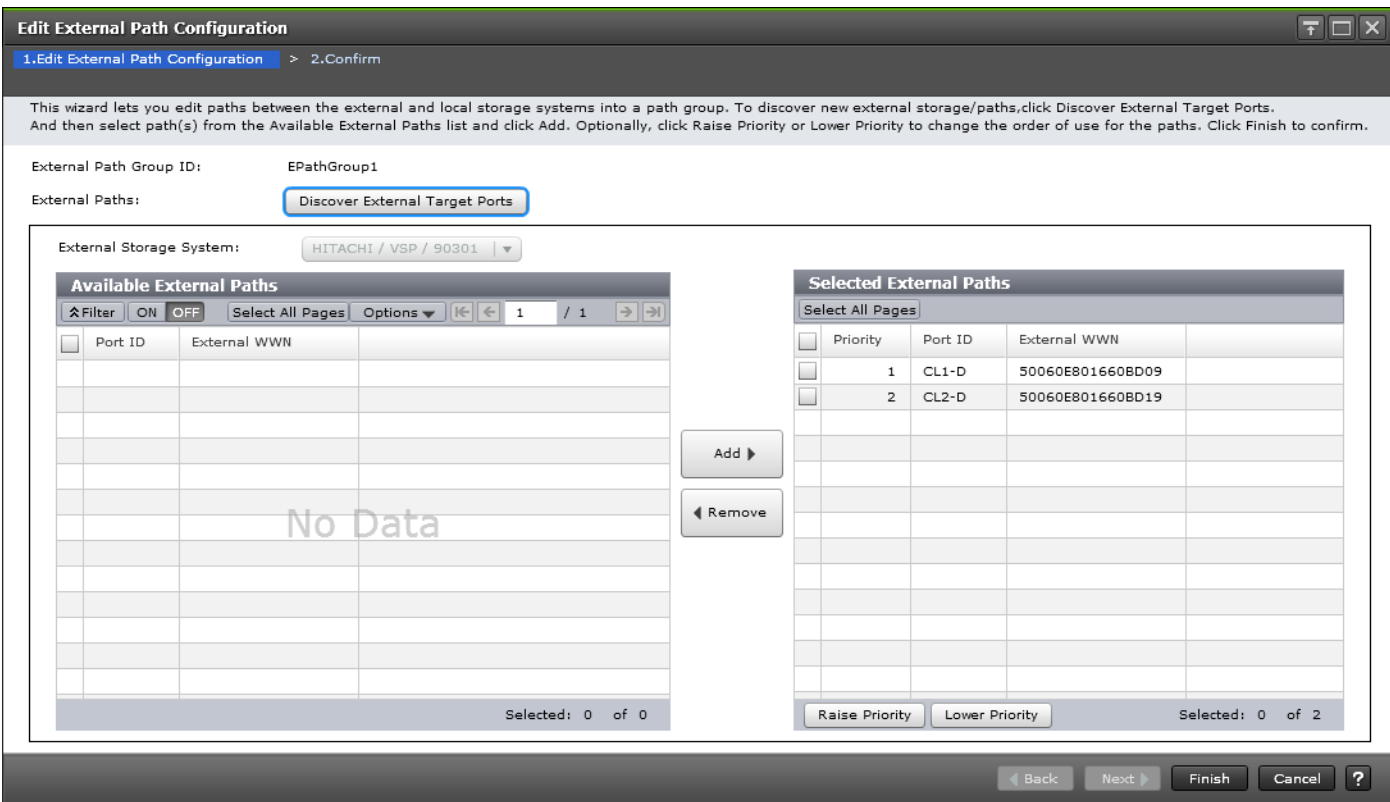 Edit External Path Configuration
1.Edit External Path Configuration > 2.Confirm
This wizard lets you edit paths between the external and local storage systems into a path group. To discover new external storage/paths,click Discover External Target Ports.
And then select path(s) from the Available External Paths list and click Add. Optionally, click Raise Priority or Lower Priority to change the order of use for the paths. Click Finish to confirm.
External Path Group ID: EPathGroup1
External Paths: Discover External Target Ports
External Storage System: HITACHI / VSP / 90301
Available External Paths
Filter ON OFF Select All Pages Options 1 / 1
Port ID External WWN
No Data
Selected: 0 of 0
Add
Remove
Selected External Paths
Select All Pages
Priority Port ID External WWN
1 CL1-D 50060E801660BD09
2 CL2-D 50060E801660BD19
Raise Priority Lower Priority Selected: 0 of 2
Back Next Finish Cancel ?